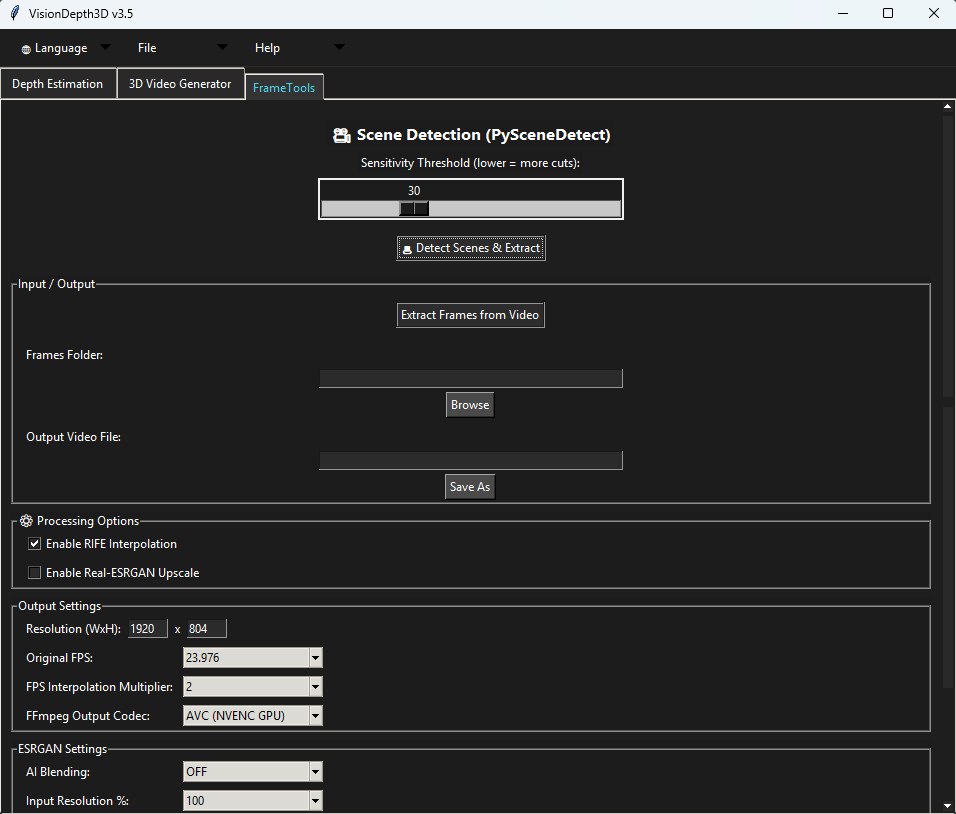 VisionDepth3D v3.5
Language File Help
Depth Estimation 3D Video Generator FrameTools
Scene Detection (PySceneDetect)
Sensitivity Threshold (lower = more cuts):
30
Detect Scenes & Extract
Input / Output
Extract Frames from Video
Frames Folder:
Browse
Output Video File:
Save As
Processing Options
Enable RIFE Interpolation
Enable Real-ESRGAN Upscale
Output Settings
Resolution (WxH): 1920 x 804
Original FPS: 23.976
FPS Interpolation Multiplier: 2
FFmpeg Output Codec: AVC (NVENC GPU)
ESRGAN Settings
AI Blending: OFF
Input Resolution %: 100